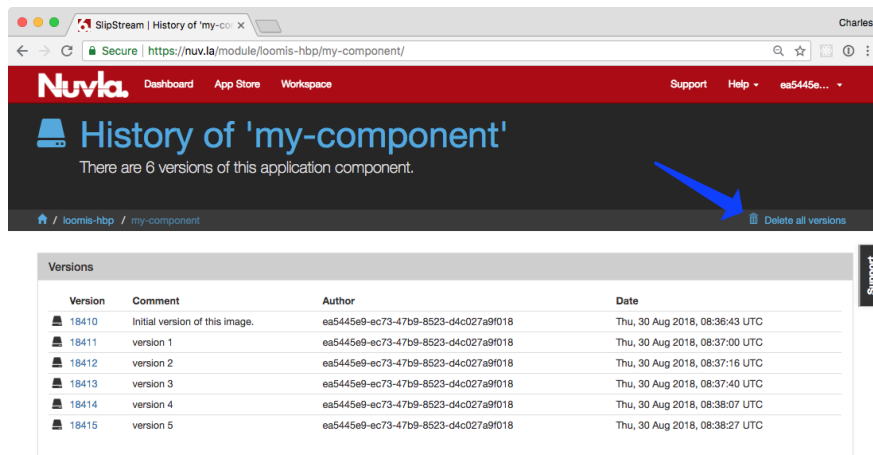 SlipStream | History of 'my-con
Charles
Secure | https://nuv.la/module/loomis-hbp/my-component/
Nuvla. Dashboard App Store Workspace Support Help ea5445e...
History of 'my-component'
There are 6 versions of this application component.
/ loomis-hbp / my-component Delete all versions
Support
Versions
Version Comment Author Date
18410 Initial version of this image. ea5445e9-ec73-47b9-8523-d4c027a9f018 Thu, 30 Aug 2018, 08:36:43 UTC
18411 version 1 ea5445e9-ec73-47b9-8523-d4c027a9f018 Thu, 30 Aug 2018, 08:37:00 UTC
18412 version 2 ea5445e9-ec73-47b9-8523-d4c027a9f018 Thu, 30 Aug 2018, 08:37:16 UTC
18413 version 3 ea5445e9-ec73-47b9-8523-d4c027a9f018 Thu, 30 Aug 2018, 08:37:40 UTC
18414 version 4 ea5445e9-ec73-47b9-8523-d4c027a9f018 Thu, 30 Aug 2018, 08:38:07 UTC
18415 version 5 ea5445e9-ec73-47b9-8523-d4c027a9f018 Thu, 30 Aug 2018, 08:38:27 UTC